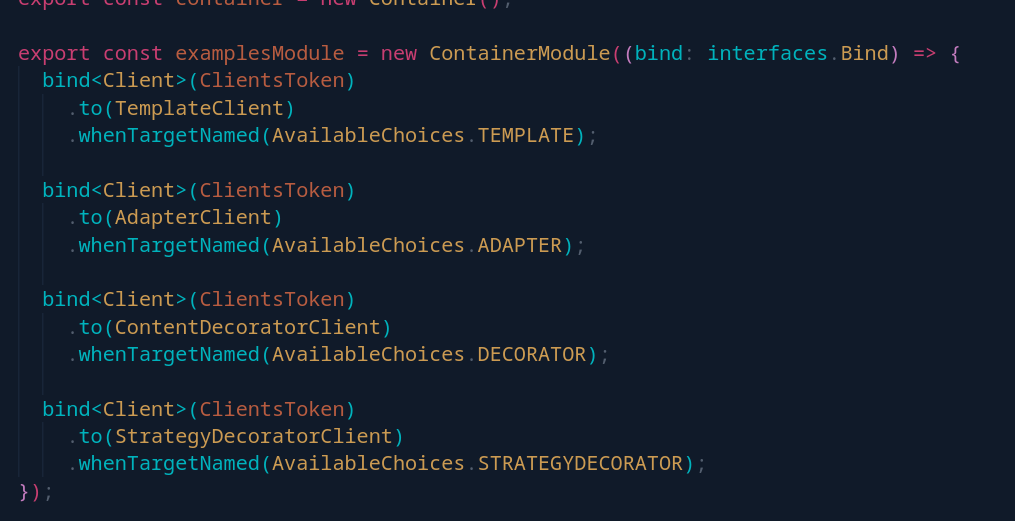 export const container = new Container();
export const examplesModule = new ContainerModule((bind: interfaces.Bind) => {
  bind<Client>(ClientsToken)
    .to(TemplateClient)
    .whenTargetNamed(AvailableChoices.TEMPLATE);
  bind<Client>(ClientsToken)
    .to(AdapterClient)
    .whenTargetNamed(AvailableChoices.ADAPTER);
  bind<Client>(ClientsToken)
    .to(ContentDecoratorClient)
    .whenTargetNamed(AvailableChoices.DECORATOR);
  bind<Client>(ClientsToken)
    .to(StrategyDecoratorClient)
    .whenTargetNamed(AvailableChoices.STRATEGYDECORATOR);
});